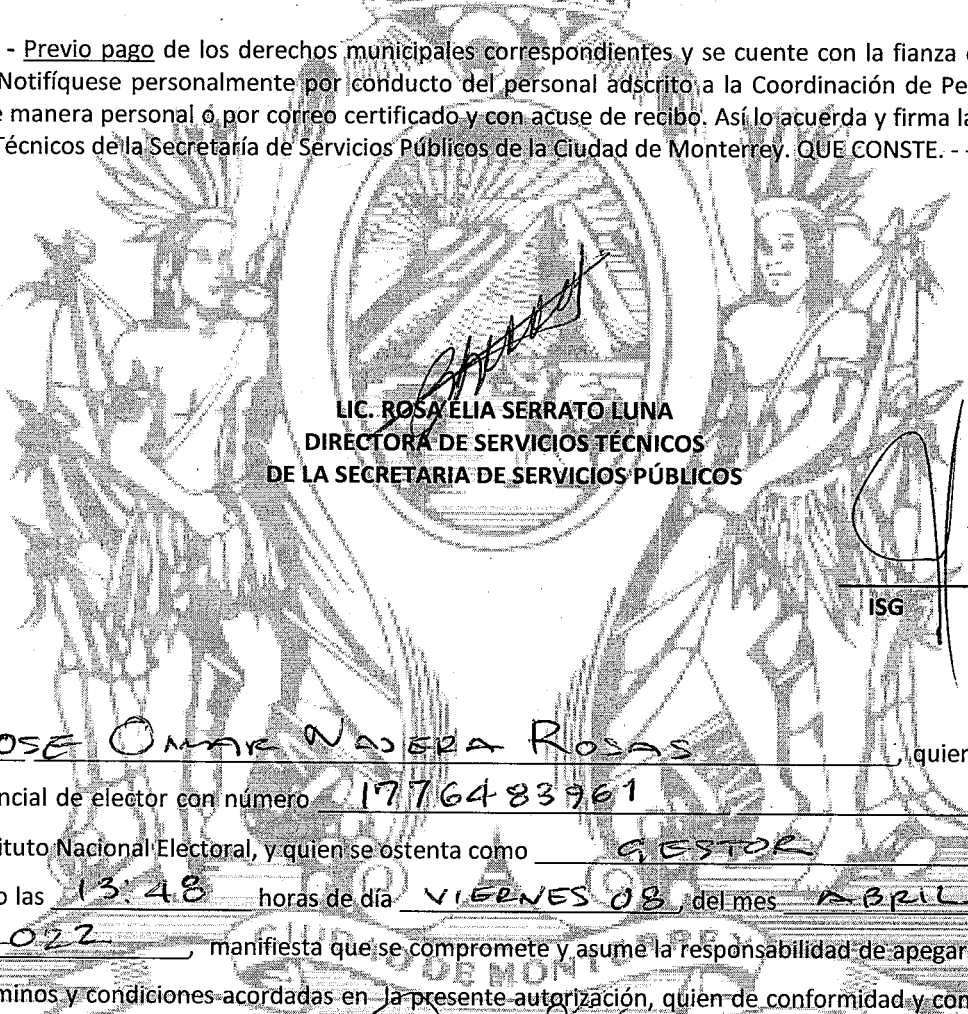 - Previo pago de los derechos municipales correspondientes y se cuente con la fianza
Notifíquese personalmente por conducto del personal adscrito a la Coordinación de Pe
e manera personal ó por correo certificado y con acuse de recibo. Así lo acuerda y firma la
Técnicos de la Secretaría de Servicios Públicos de la Ciudad de Monterrey. QUE CONSTE. - -
LIC. ROSA ELIA SERRATO LUNA
DIRECTORA DE SERVICIOS TÉCNICOS
DE LA SECRETARIA DE SERVICIOS PÚBLICOS
ISG
OSE OMAR NAJERA ROSAS, quien
ncial de elector con número 1776483961
ituto Nacional Electoral, y quien se ostenta como GESTOR
o las 13:48 horas de día VIERNES 08, del mes ABRIL
022, manifiesta que se compromete y asume la responsabilidad de apegar
DE MONT
minos y condiciones acordadas en la presente autorización, quien de conformidad y con